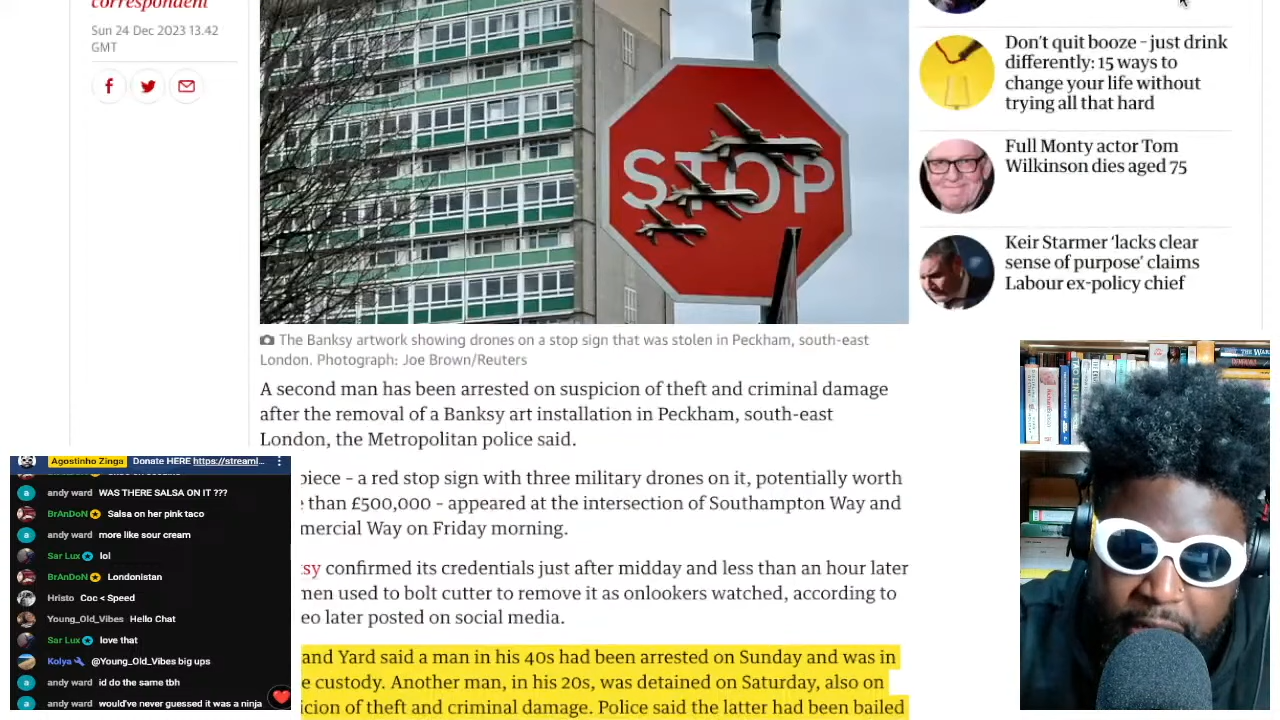 correspondent
Sun 24 Dec 2023 13.42
GMT
STOP
Don't quit booze – just drink
differently: 15 ways to
change your life without
trying all that hard
Full Monty actor Tom
Wilkinson dies aged 75
Keir Starmer 'lacks clear
sense of purpose' claims
Labour ex-policy chief
The Banksy artwork showing drones on a stop sign that was stolen in Peckham, south-east
London. Photograph: Joe Brown/Reuters
A second man has been arrested on suspicion of theft and criminal damage
after the removal of a Banksy art installation in Peckham, south-east
London, the Metropolitan police said.
piece – a red stop sign with three military drones on it, potentially worth
than £500,000 – appeared at the intersection of Southampton Way and
mercial Way on Friday morning.
sy confirmed its credentials just after midday and less than an hour later
men used to bolt cutter to remove it as onlookers watched, according to
eo later posted on social media.
and Yard said a man in his 40s had been arrested on Sunday and was in
e custody. Another man, in his 20s, was detained on Saturday, also on
icion of theft and criminal damage. Police said the latter had been bailed
Agostinho Zinga Donate HERE https://streaml...
andy ward WAS THERE SALSA ON IT ???
BrAnDoN Salsa on her pink taco
andy ward more like sour cream
Sar Lux lol
BrAnDoN Londonistan
Hristo Coc < Speed
Young_Old_Vibes Hello Chat
Sar Lux love that
Kolya @Young_Old_Vibes big ups
andy ward id do the same tbh
andy ward would've never guessed it was a ninja